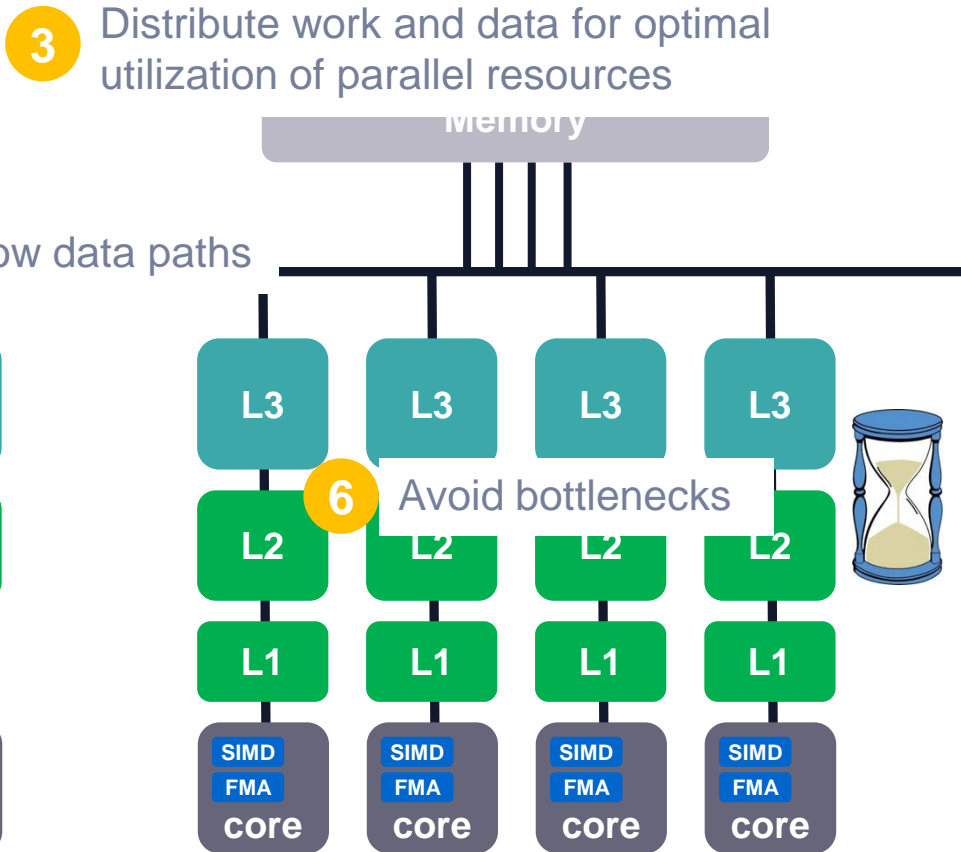 3
Distribute work and data for optimal
utilization of parallel resources
Memory
ow data paths
L3 L3 L3 L3
6 Avoid bottlenecks
L2 L2 L2 L2
L1 L1 L1 L1
SIMD SIMD SIMD SIMD
FMA FMA FMA FMA
core core core core